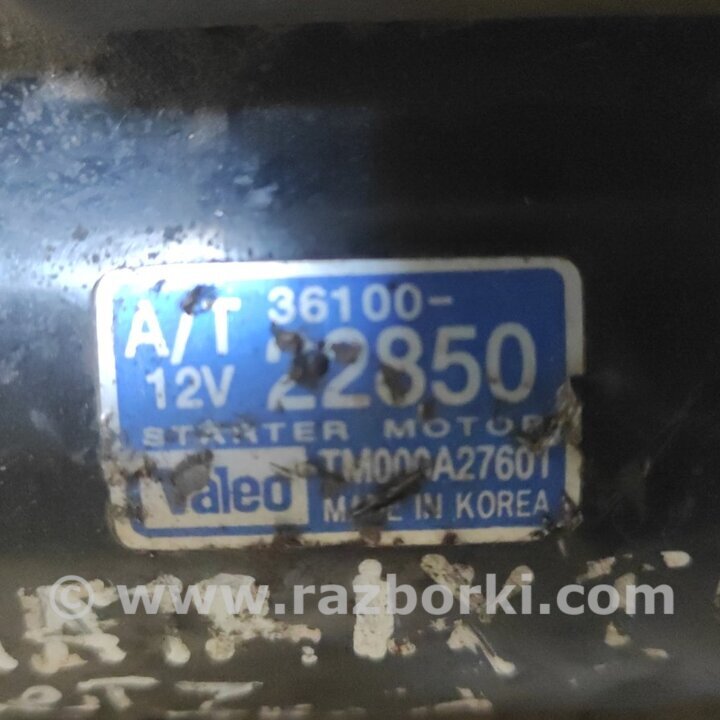 36100-
A/T
22850
12V
STARTER MOTOR
Valeo
TM000A27601
MADE IN KOREA
© www.razborki.com